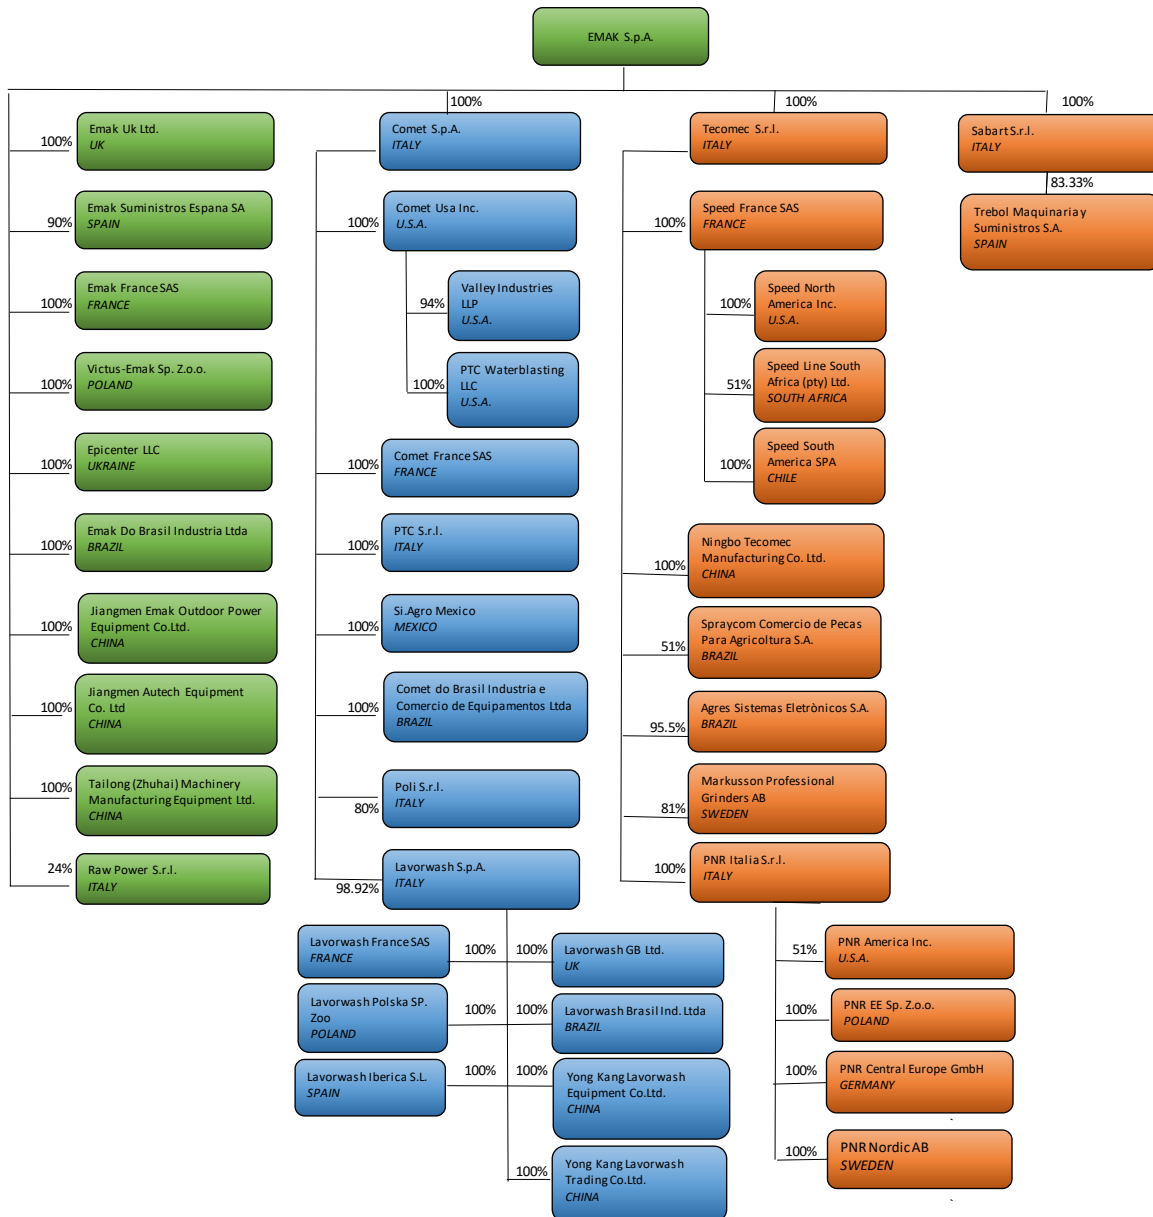 EMAK S.p.A.
100%
Emak Uk Ltd.
UK
90%
Emak Suministros Espana SA
SPAIN
100%
Emak France SAS
FRANCE
100%
Victus-Emak Sp. Z.o.o.
POLAND
100%
Epicenter LLC
UKRAINE
100%
Emak Do Brasil Industria Ltda
BRAZIL
100%
Jiangmen Emak Outdoor Power
Equipment Co.Ltd.
CHINA
100%
Jiangmen Autech Equipment
Co. Ltd
CHINA
100%
Tailong (Zhuhai) Machinery
Manufacturing Equipment Ltd.
CHINA
24%
Raw Power S.r.l.
ITALY
100%
Comet S.p.A.
ITALY
100%
Comet Usa Inc.
U.S.A.
94%
Valley Industries
LLP
U.S.A.
100%
PTC Waterblasting
LLC
U.S.A.
100%
Comet France SAS
FRANCE
100%
PTC S.r.l.
ITALY
100%
Si.Agro Mexico
MEXICO
100%
Comet do Brasil Industria e
Comercio de Equipamentos Ltda
BRAZIL
80%
Poli S.r.l.
ITALY
98.92%
Lavorwash S.p.A.
ITALY
Lavorwash France SAS
FRANCE
100%
100%
Lavorwash GB Ltd.
UK
Lavorwash Polska SP.
Zoo
POLAND
100%
100%
Lavorwash Brasil Ind. Ltda
BRAZIL
Lavorwash Iberica S.L.
SPAIN
100%
100%
Yong Kang Lavorwash
Equipment Co.Ltd.
CHINA
100%
Yong Kang Lavorwash
Trading Co.Ltd.
CHINA
100%
Tecomec S.r.l.
ITALY
100%
Speed France SAS
FRANCE
100%
Speed North
America Inc.
U.S.A.
51%
Speed Line South
Africa (pty) Ltd.
SOUTH AFRICA
100%
Speed South
America SPA
CHILE
100%
Ningbo Tecomec
Manufacturing Co. Ltd.
CHINA
51%
Spraycom Comercio de Pecas
Para Agricoltura S.A.
BRAZIL
95.5%
Agres Sistemas Eletrònicos S.A.
BRAZIL
81%
Markusson Professional
Grinders AB
SWEDEN
100%
PNR Italia S.r.l.
ITALY
51%
PNR America Inc.
U.S.A.
100%
PNR EE Sp. Z.o.o.
POLAND
100%
PNR Central Europe GmbH
GERMANY
100%
PNR Nordic AB
SWEDEN
100%
Sabart S.r.l.
ITALY
83.33%
Trebol Maquinaria y
Suministros S.A.
SPAIN